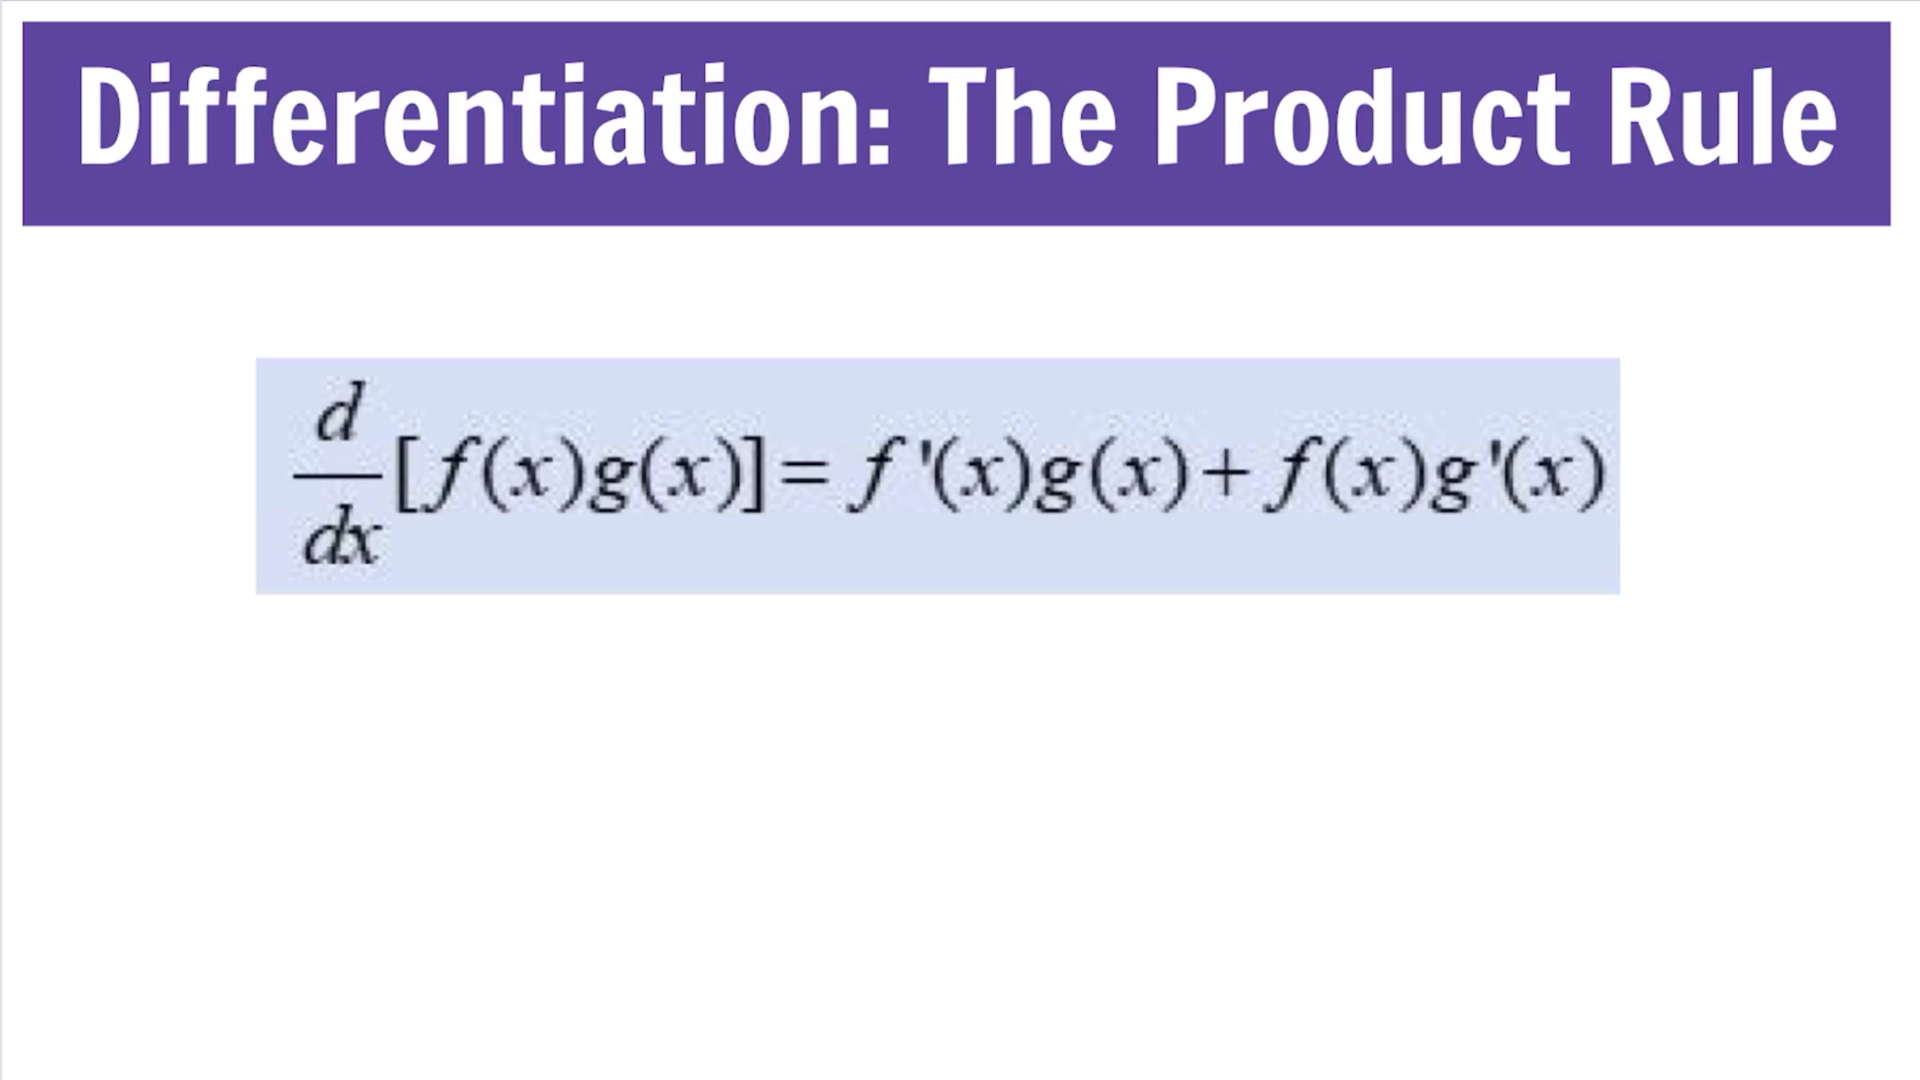 Differentiation: The Product Rule
d/dx [f(x)g(x)] = f '(x)g(x) + f(x)g '(x)